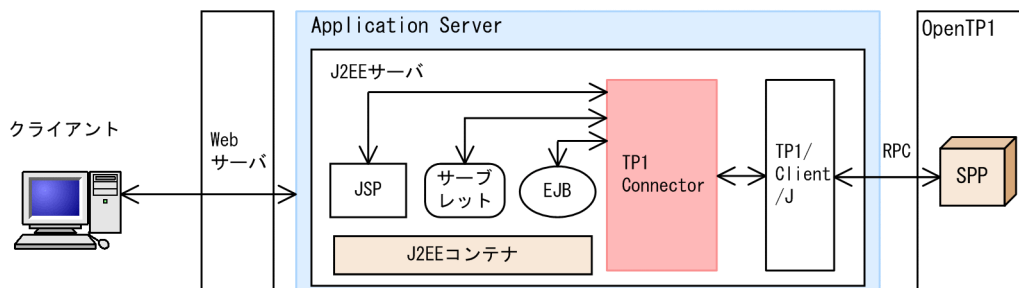 Application Server
OpenTP1
J2EEサーバ
クライアント
Web
サーバ
JSP
サーブ
レット
EJB
TP1
Connector
TP1/
Client
/J
RPC
SPP
J2EEコンテナ